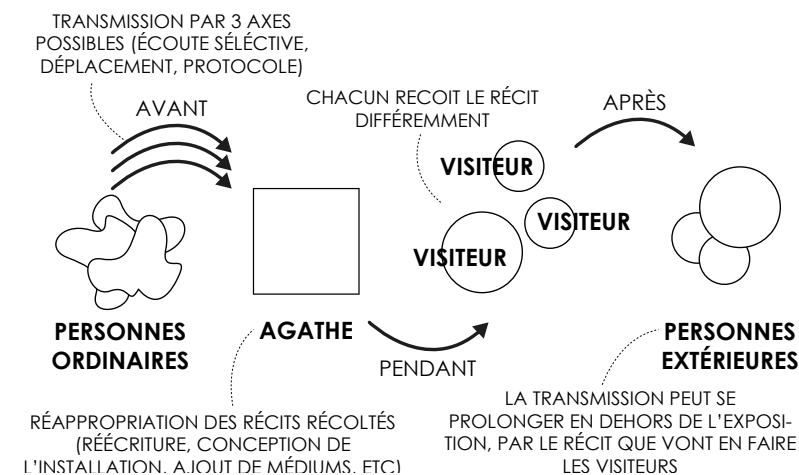 TRANSMISSION PAR 3 AXES
POSSIBLES (ÉCOUTE SÉLÉCTIVE,
DÉPLACEMENT, PROTOCOLE)
AVANT
CHACUN RECOIT LE RÉCIT
DIFFÉREMMENT
APRÈS
VISITEUR
VISITEUR
VISITEUR
PERSONNES
ORDINAIRES
AGATHE
PENDANT
PERSONNES
EXTÉRIEURES
RÉAPPROPRIATION DES RÉCITS RÉCOLTÉS
(RÉÉCRITURE, CONCEPTION DE
L'INSTALLATION, AJOUT DE MÉDIUMS, ETC)
LA TRANSMISSION PEUT SE
PROLONGER EN DEHORS DE L'EXPOSI-
TION, PAR LE RÉCIT QUE VONT EN FAIRE
LES VISITEURS